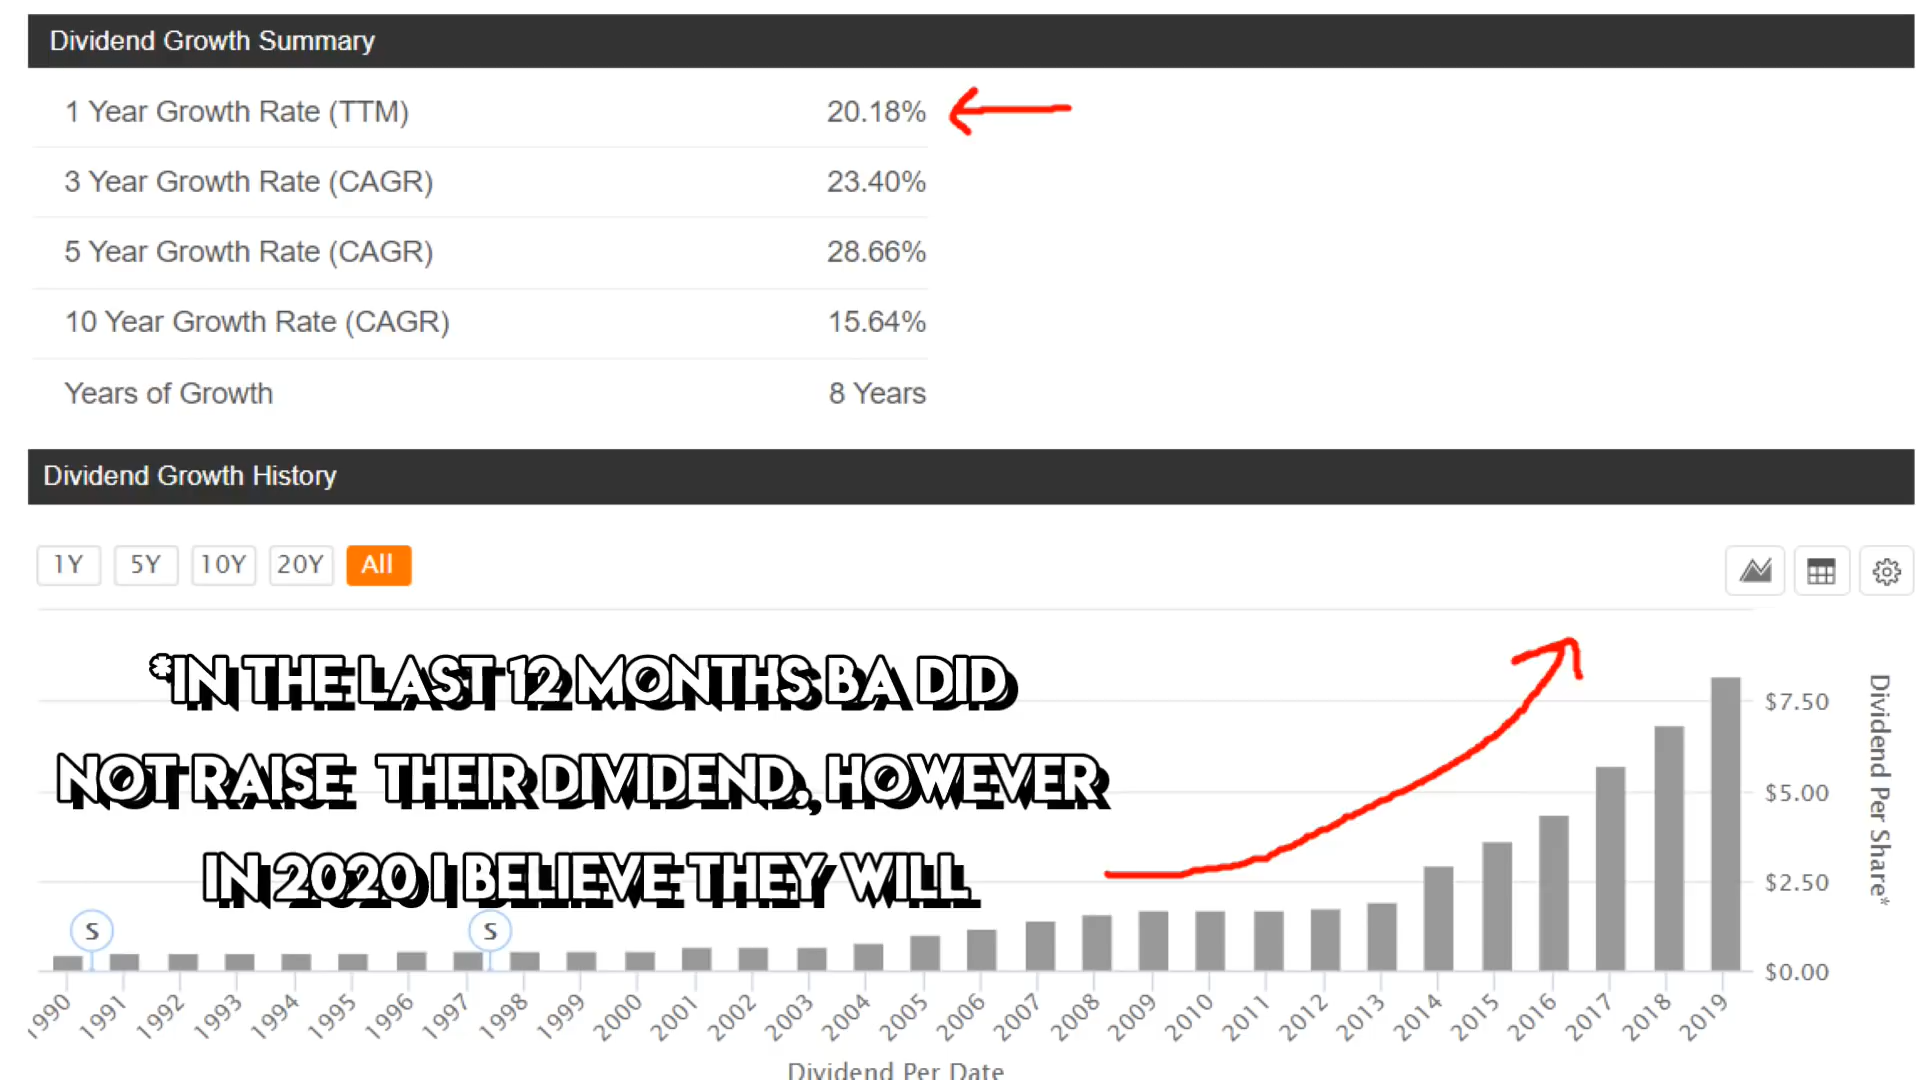 Dividend Growth Summary
1 Year Growth Rate (TTM) 20.18%
3 Year Growth Rate (CAGR) 23.40%
5 Year Growth Rate (CAGR) 28.66%
10 Year Growth Rate (CAGR) 15.64%
Years of Growth 8 Years
Dividend Growth History
1Y 5Y 10Y 20Y All
*IN THE LAST 12 MONTHS BA DID
NOT RAISE THEIR DIVIDEND, HOWEVER
IN 2020 I BELIEVE THEY WILL
S S
$7.50
$5.00
$2.50
$0.00
Dividend Per Share*
1990 1991 1992 1993 1994 1995 1996 1997 1998 1999 2000 2001 2002 2003 2004 2005 2006 2007 2008 2009 2010 2011 2012 2013 2014 2015 2016 2017 2018 2019
Dividend Per Date